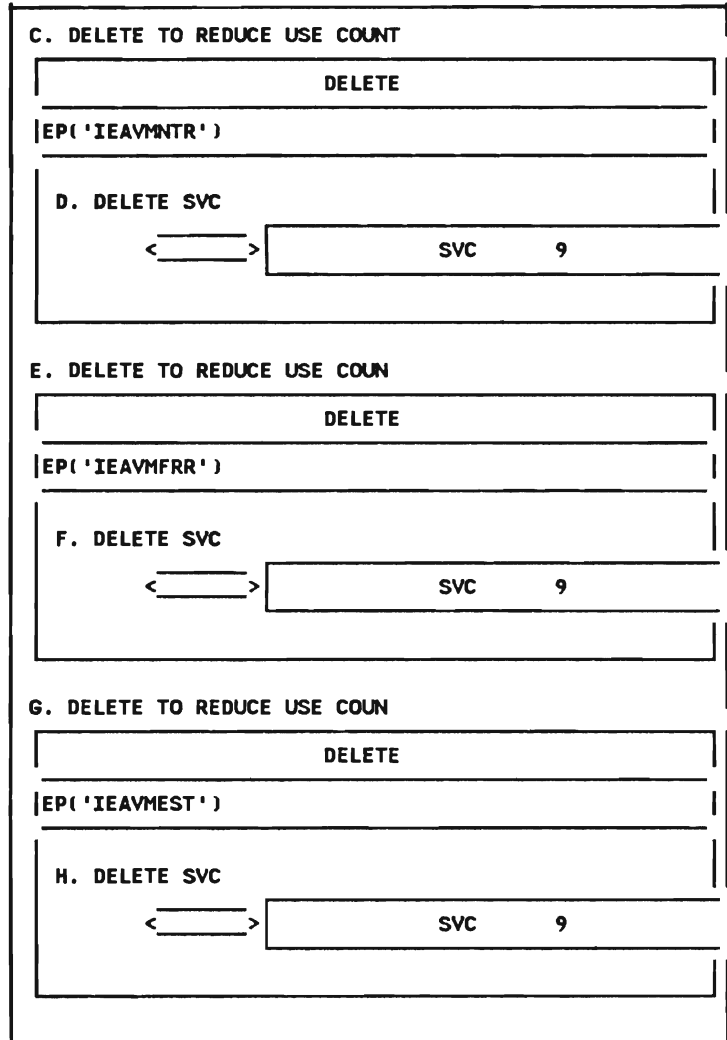 C. DELETE TO REDUCE USE COUNT
DELETE
EP('IEAVMNTR')
D. DELETE SVC
< > SVC 9
E. DELETE TO REDUCE USE COUN
DELETE
EP('IEAVMFRR')
F. DELETE SVC
< > SVC 9
G. DELETE TO REDUCE USE COUN
DELETE
EP('IEAVMEST')
H. DELETE SVC
< > SVC 9